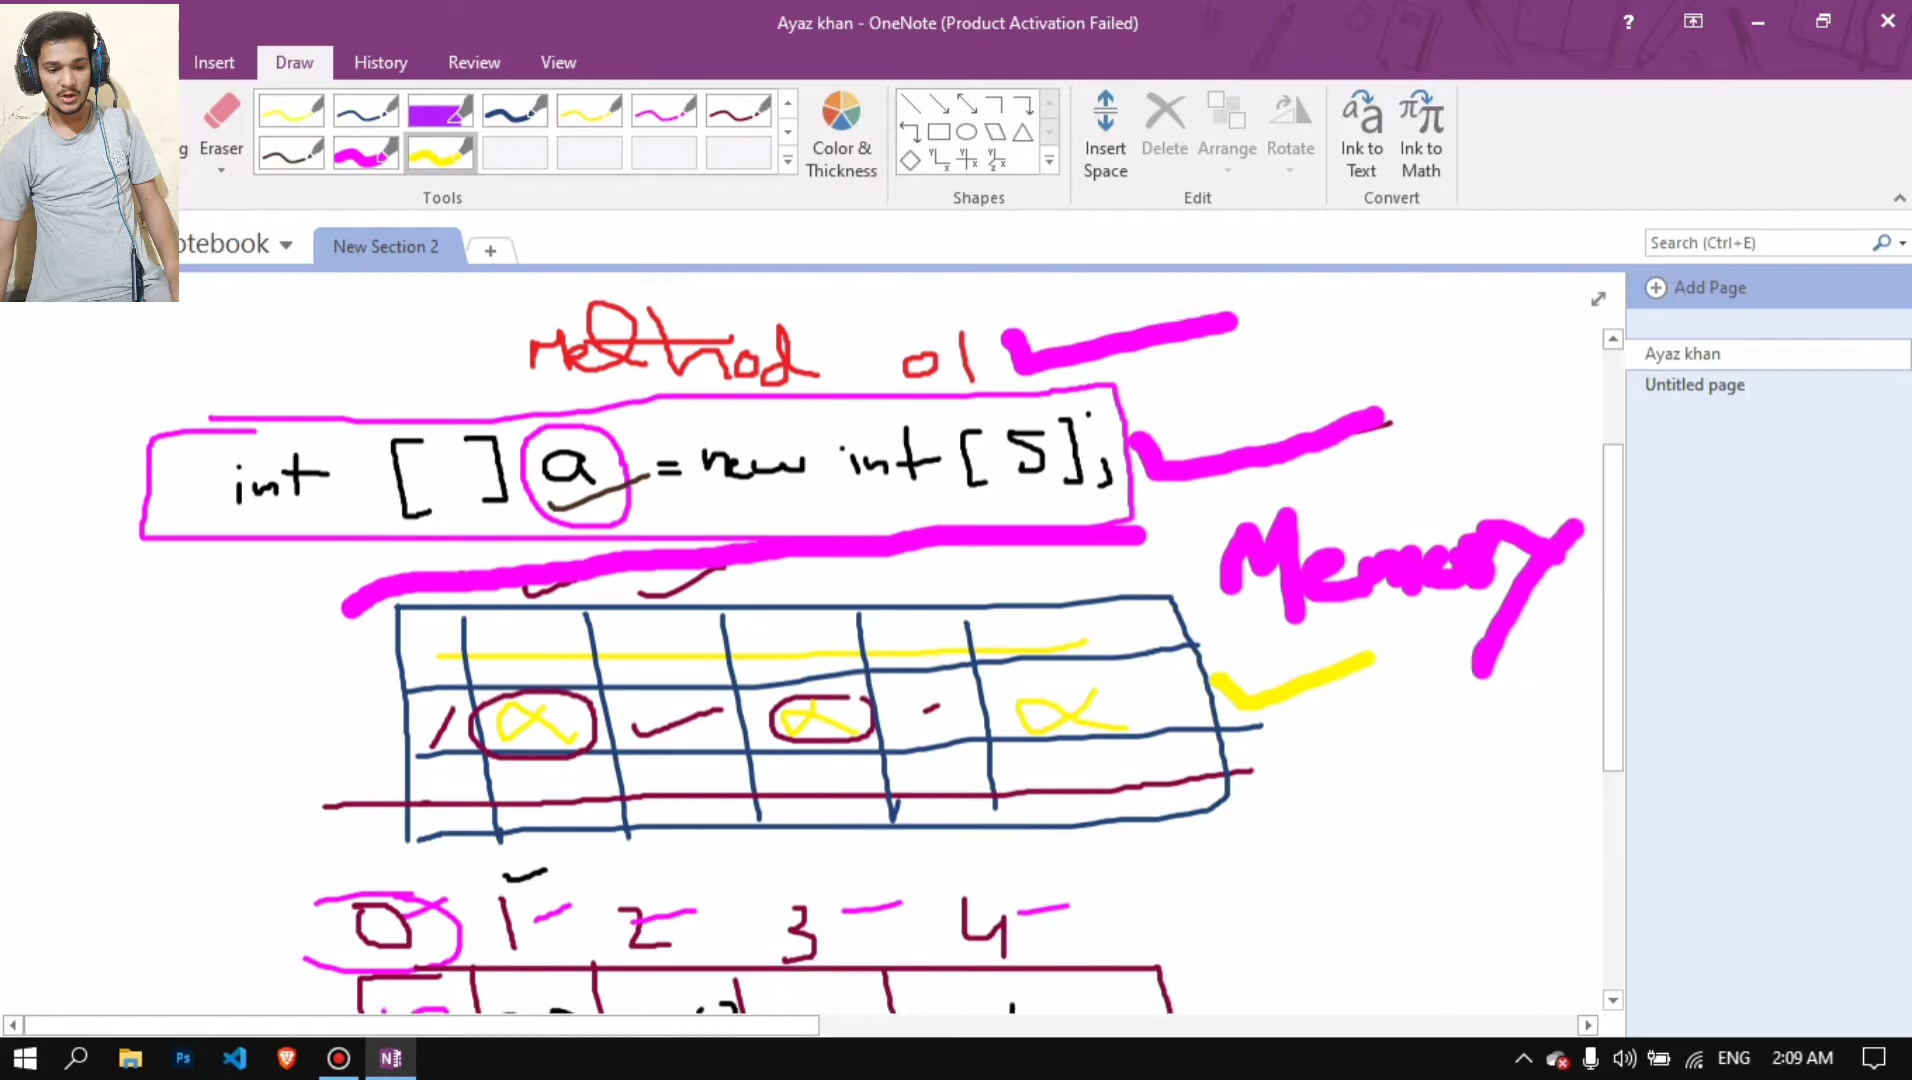 Ayaz khan - OneNote (Product Activation Failed)
?
Insert Draw History Review View
Eraser
Color & Thickness
Insert Space
Delete
Arrange
Rotate
Ink to Text
Ink to Math
Tools Shapes Edit Convert
otebook New Section 2
Search (Ctrl+E)
Add Page
Ayaz khan
Untitled page
Method 01
int [ ] a = new int [ 5 ];
Memory
0 1 2 3 4
Ps
N
ENG 2:09 AM